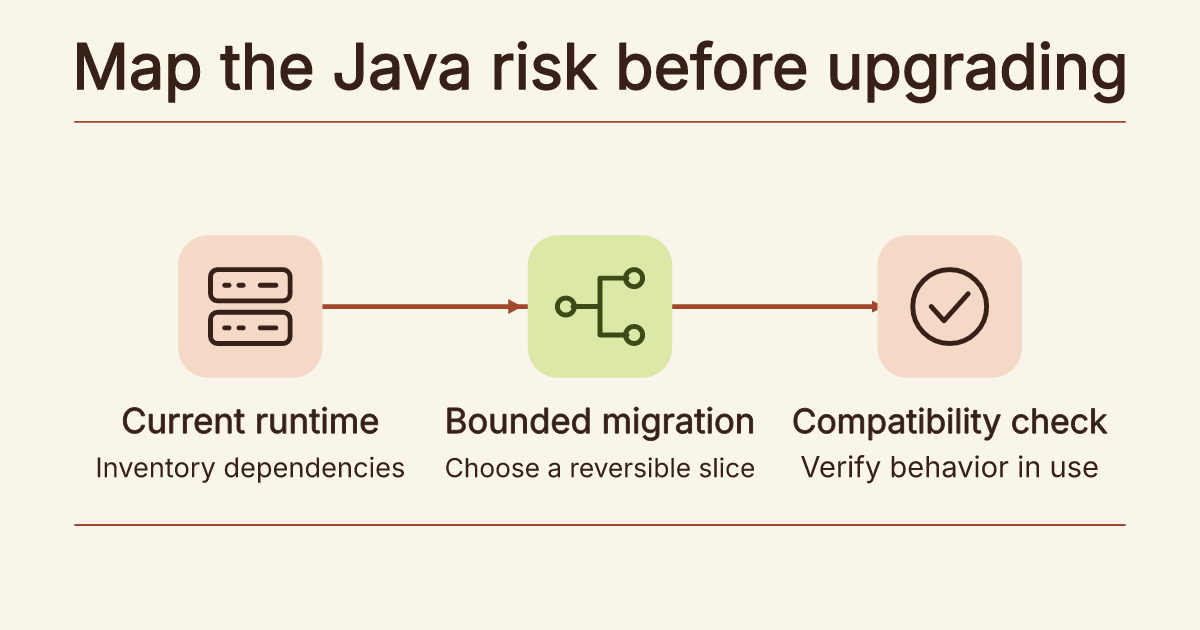 Map the Java risk before upgrading
Current runtime
Inventory dependencies
Bounded migration
Choose a reversible slice
Compatibility check
Verify behavior in use